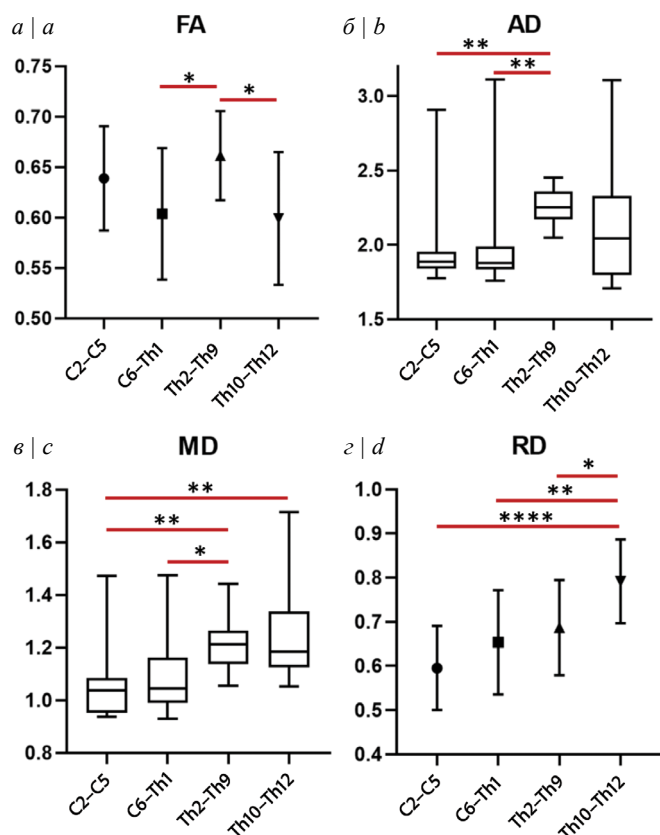 а | a
FA
0.75
0.70
0.65
0.60
0.55
0.50
*
*
C2–C5
C6–Th1
Th2–Th9
Th10–Th12
б | b
AD
3.0
2.5
2.0
1.5
**
**
C2–C5
C6–Th1
Th2–Th9
Th10–Th12
в | c
MD
1.8
1.6
1.4
1.2
1.0
0.8
**
**
*
C2–C5
C6–Th1
Th2–Th9
Th10–Th12
г | d
RD
1.0
0.9
0.8
0.7
0.6
0.5
0.4
*
**
****
C2–C5
C6–Th1
Th2–Th9
Th10–Th12